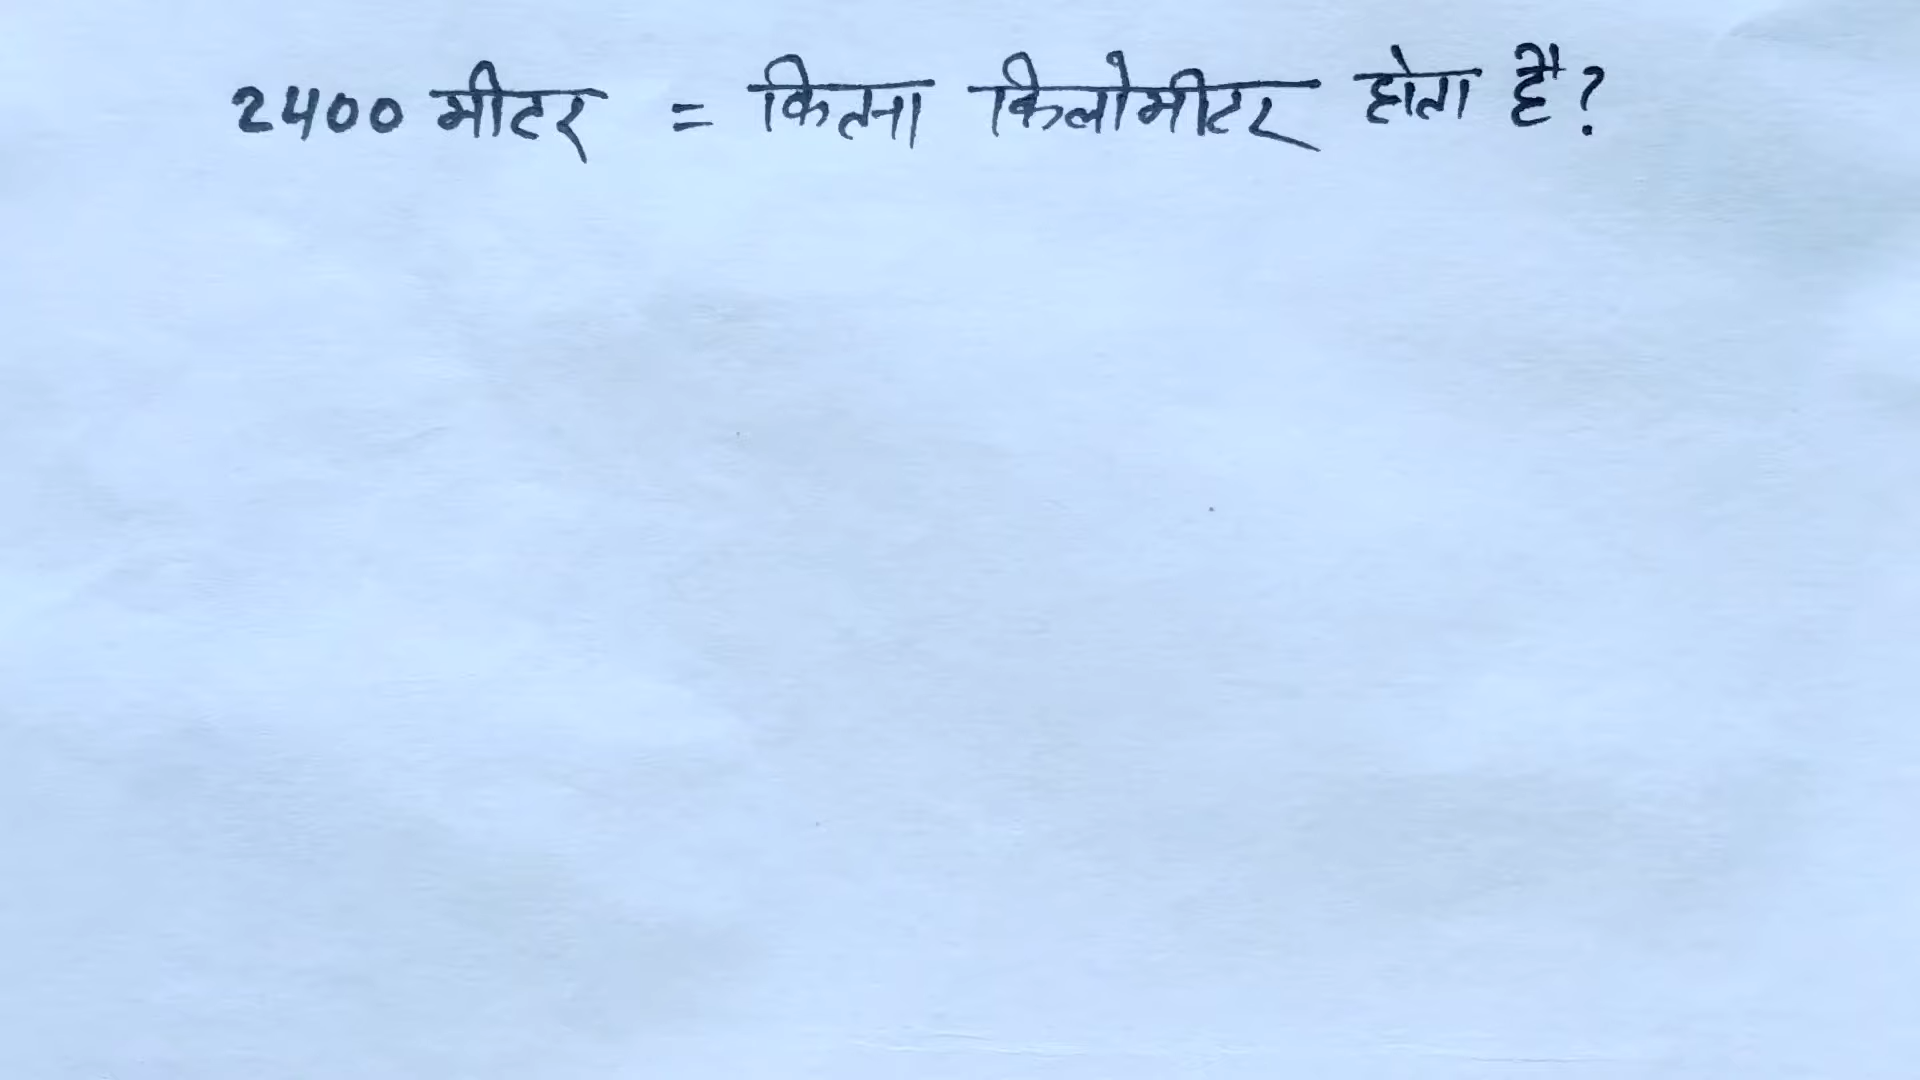 2400 मीटर = कितना किलोमीटर होता है?